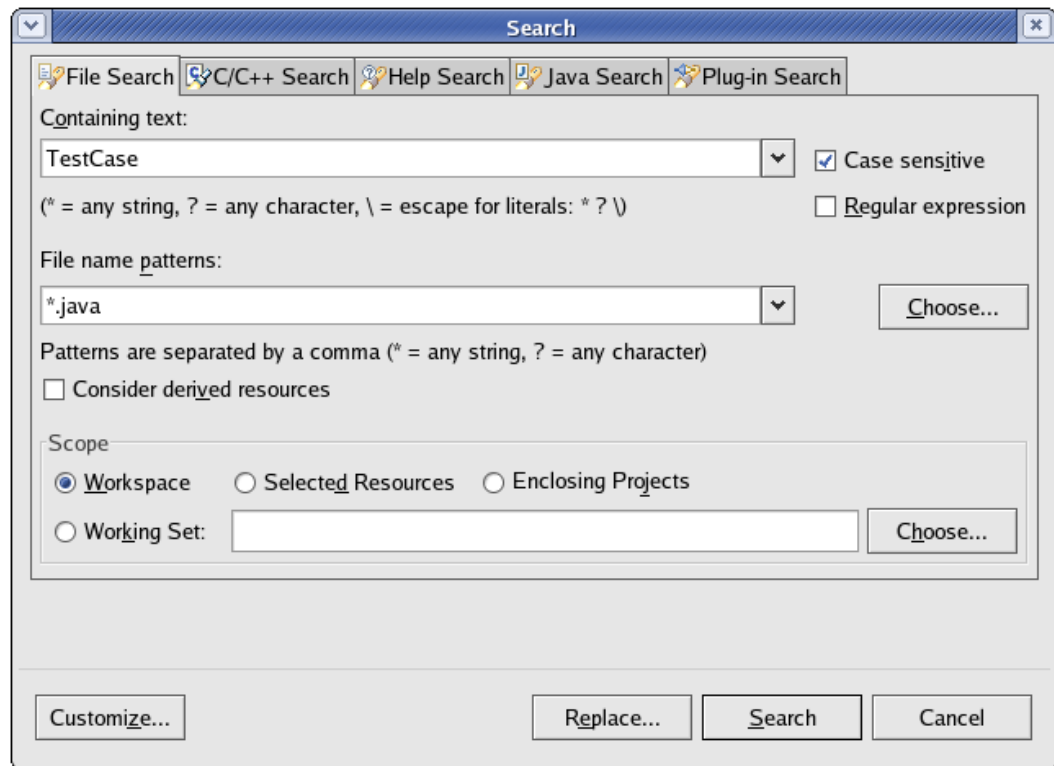 Search
File Search C/C++ Search Help Search Java Search Plug-in Search
Containing text:
TestCase
Case sensitive
(* = any string, ? = any character, \ = escape for literals: * ? \)
Regular expression
File name patterns:
*.java
Choose...
Patterns are separated by a comma (* = any string, ? = any character)
Consider derived resources
Scope
Workspace Selected Resources Enclosing Projects
Working Set: Choose...
Customize... Replace... Search Cancel